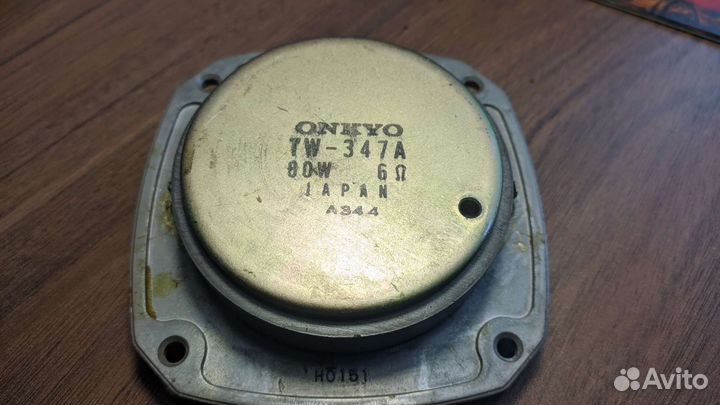 ONKYO
TW-347A
80W 6Ω
JAPAN
A344
H0151
Avito